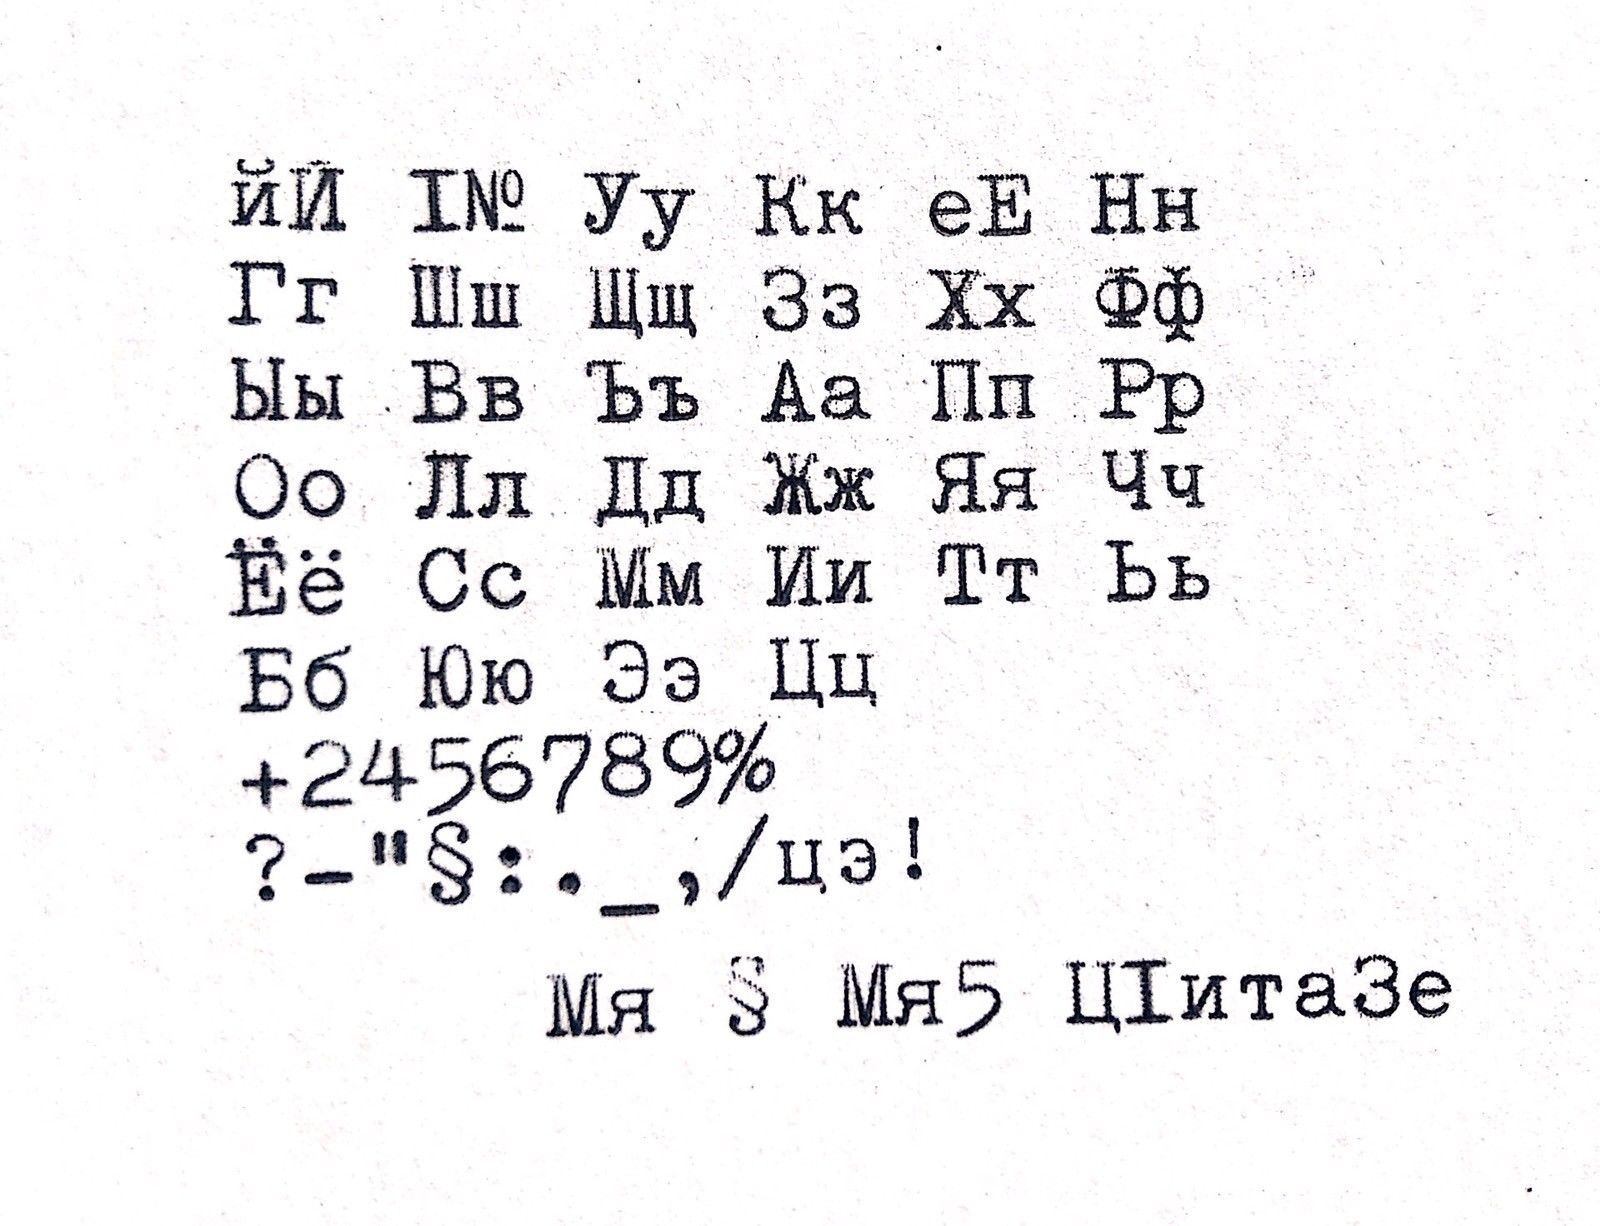 йЙ I№ Уу Кк еЕ Нн
Гг Шш Щщ Зз Хх Фф
Ыы Вв Ъъ Аа Пп Рр
Оо Лл Дд Жж Яя Чч
Ёё Сс Мм Ии Тт Ьь
Бб Юю Ээ Цц
+2456789%
?-"§:._,/цэ!
Мя § Мя5 ЦIитаЗе